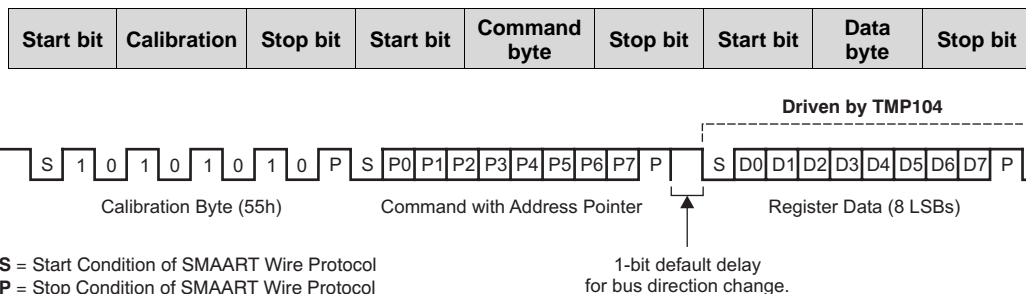 Start bit Calibration Stop bit Start bit Command byte Stop bit Start bit Data byte Stop bit
Driven by TMP104
S 1 0 1 0 1 0 1 0 P S P0 P1 P2 P3 P4 P5 P6 P7 P S D0 D1 D2 D3 D4 D5 D6 D7 P
Calibration Byte (55h) Command with Address Pointer Register Data (8 LSBs)
S = Start Condition of SMAART Wire Protocol
P = Stop Condition of SMAART Wire Protocol
1-bit default delay
for bus direction change.